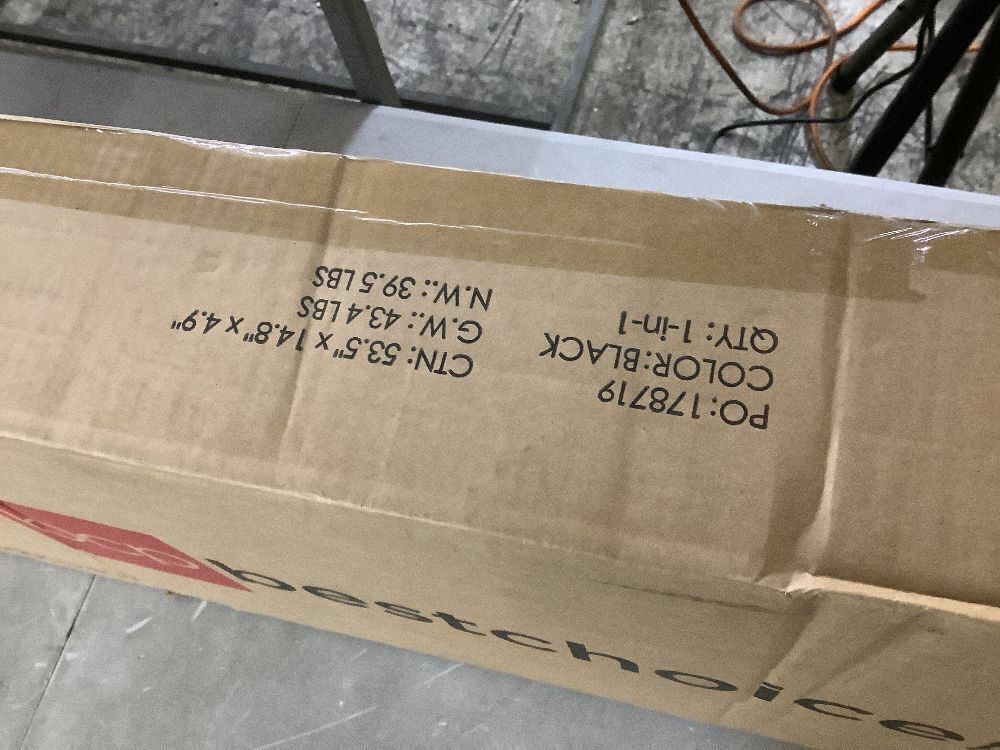 PO:178719
COLOR:BLACK
QTY: 1-in-1
CTN: 53.5" x 14.8" x 4.9"
G.W.: 43.4 LBS
N.W.: 39.5 LBS
bestchoice